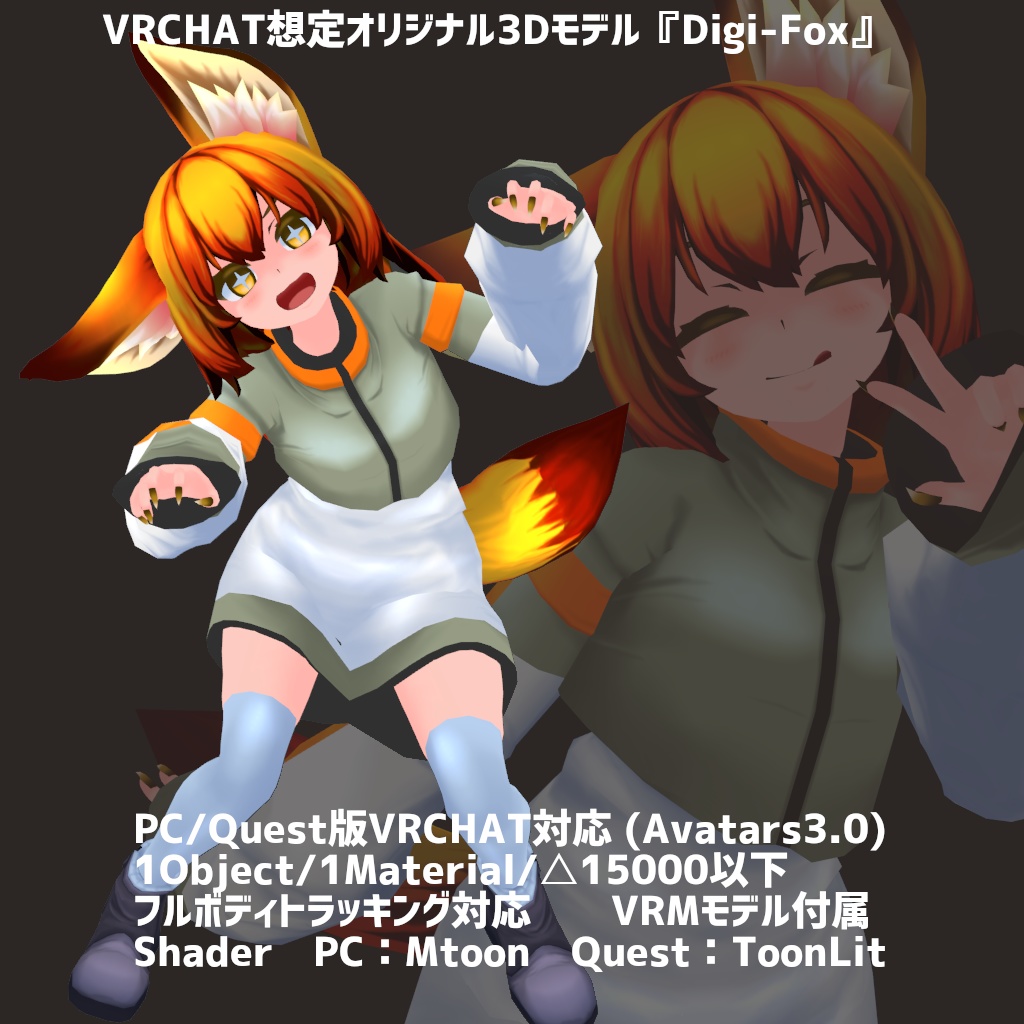 VRCHAT想定オリジナル3Dモデル『Digi-Fox』
PC/Quest版VRCHAT対応 (Avatars3.0)
1Object/1Material/△15000以下
フルボディトラッキング対応　　VRMモデル付属
Shader　PC：Mtoon　Quest：ToonLit